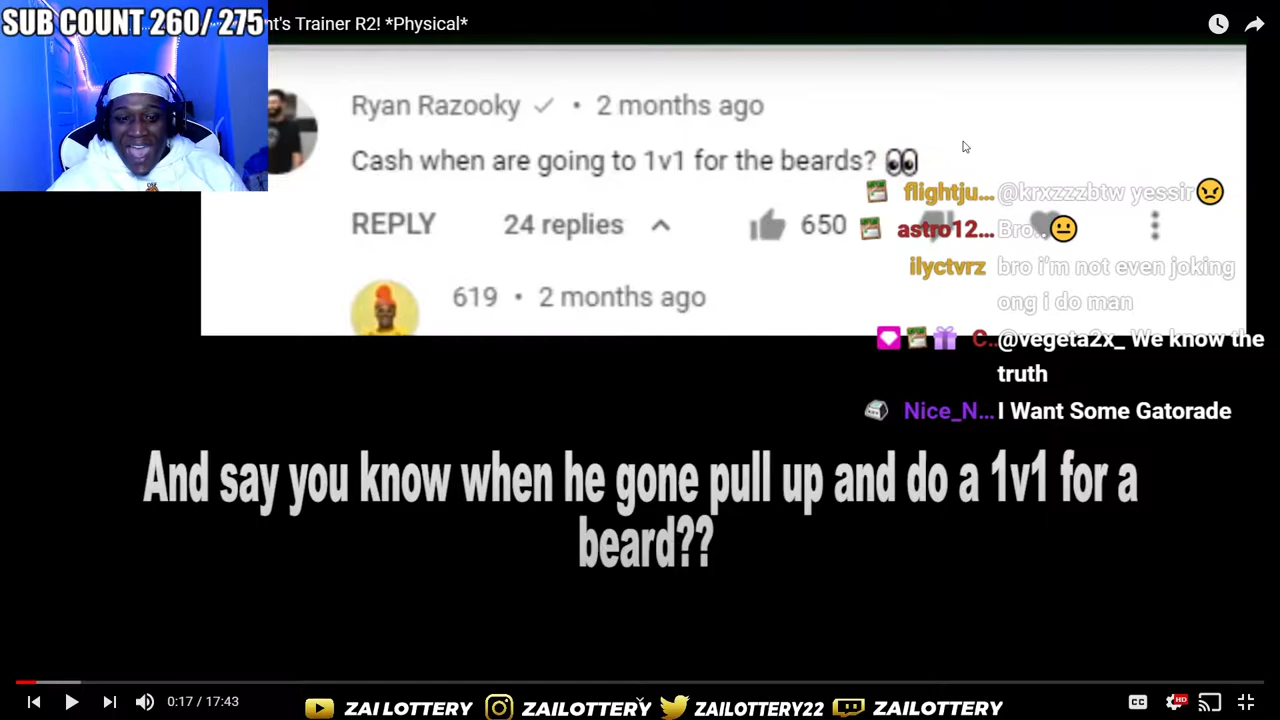 SUB COUNT 260/ 275
nt's Trainer R2! *Physical*
Ryan Razooky ✓ • 2 months ago
Cash when are going to 1v1 for the beards? 👀
REPLY 24 replies 650
619 • 2 months ago
flightju... @krxzzzbtw yessir😠
astro12... Bro..😐
ilyctvrz bro i'm not even joking
ong i do man
C.. @vegeta2x_ We know the
truth
Nice_N... I Want Some Gatorade
And say you know when he gone pull up and do a 1v1 for a
beard??
0:17 / 17:43
CC
HD
ZAI LOTTERY ZAILOTTERY ZAILOTTERY22 ZAILOTTERY